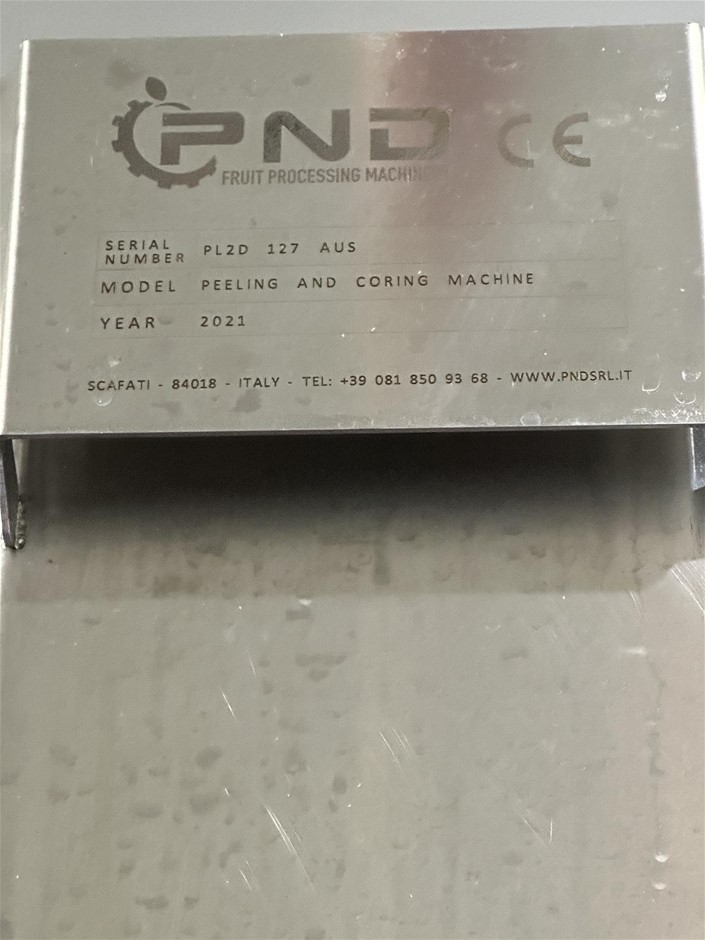 PND CE
FRUIT PROCESSING MACHINERY
SERIAL NUMBER PL2D 127 AUS
MODEL PEELING AND CORING MACHINE
YEAR 2021
SCAFATI - 84018 - ITALY - TEL: +39 081 850 93 68 - WWW.PNDSRL.IT